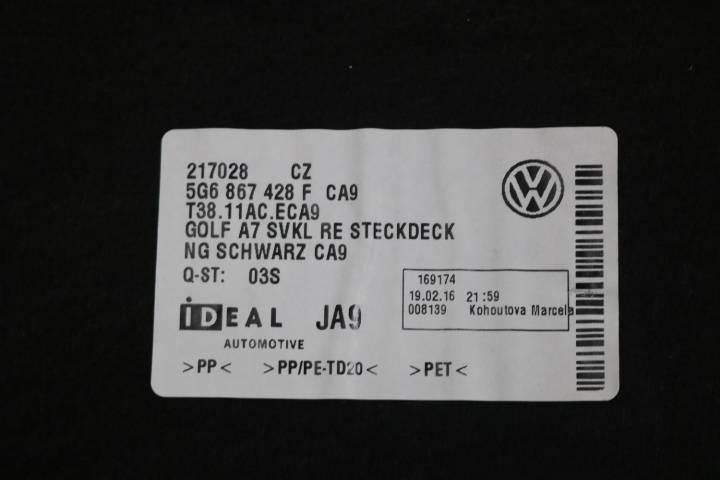 217028 CZ
5G6 867 428 F CA9
T38.11AC.ECA9
GOLF A7 SVKL RE STECKDECK
NG SCHWARZ CA9
Q-ST: 03S
169174
19.02.16 21:59
008139 Kohoutova Marcela
iDEAL JA9
AUTOMOTIVE
>PP< >PP/PE-TD20< >PET<
VW